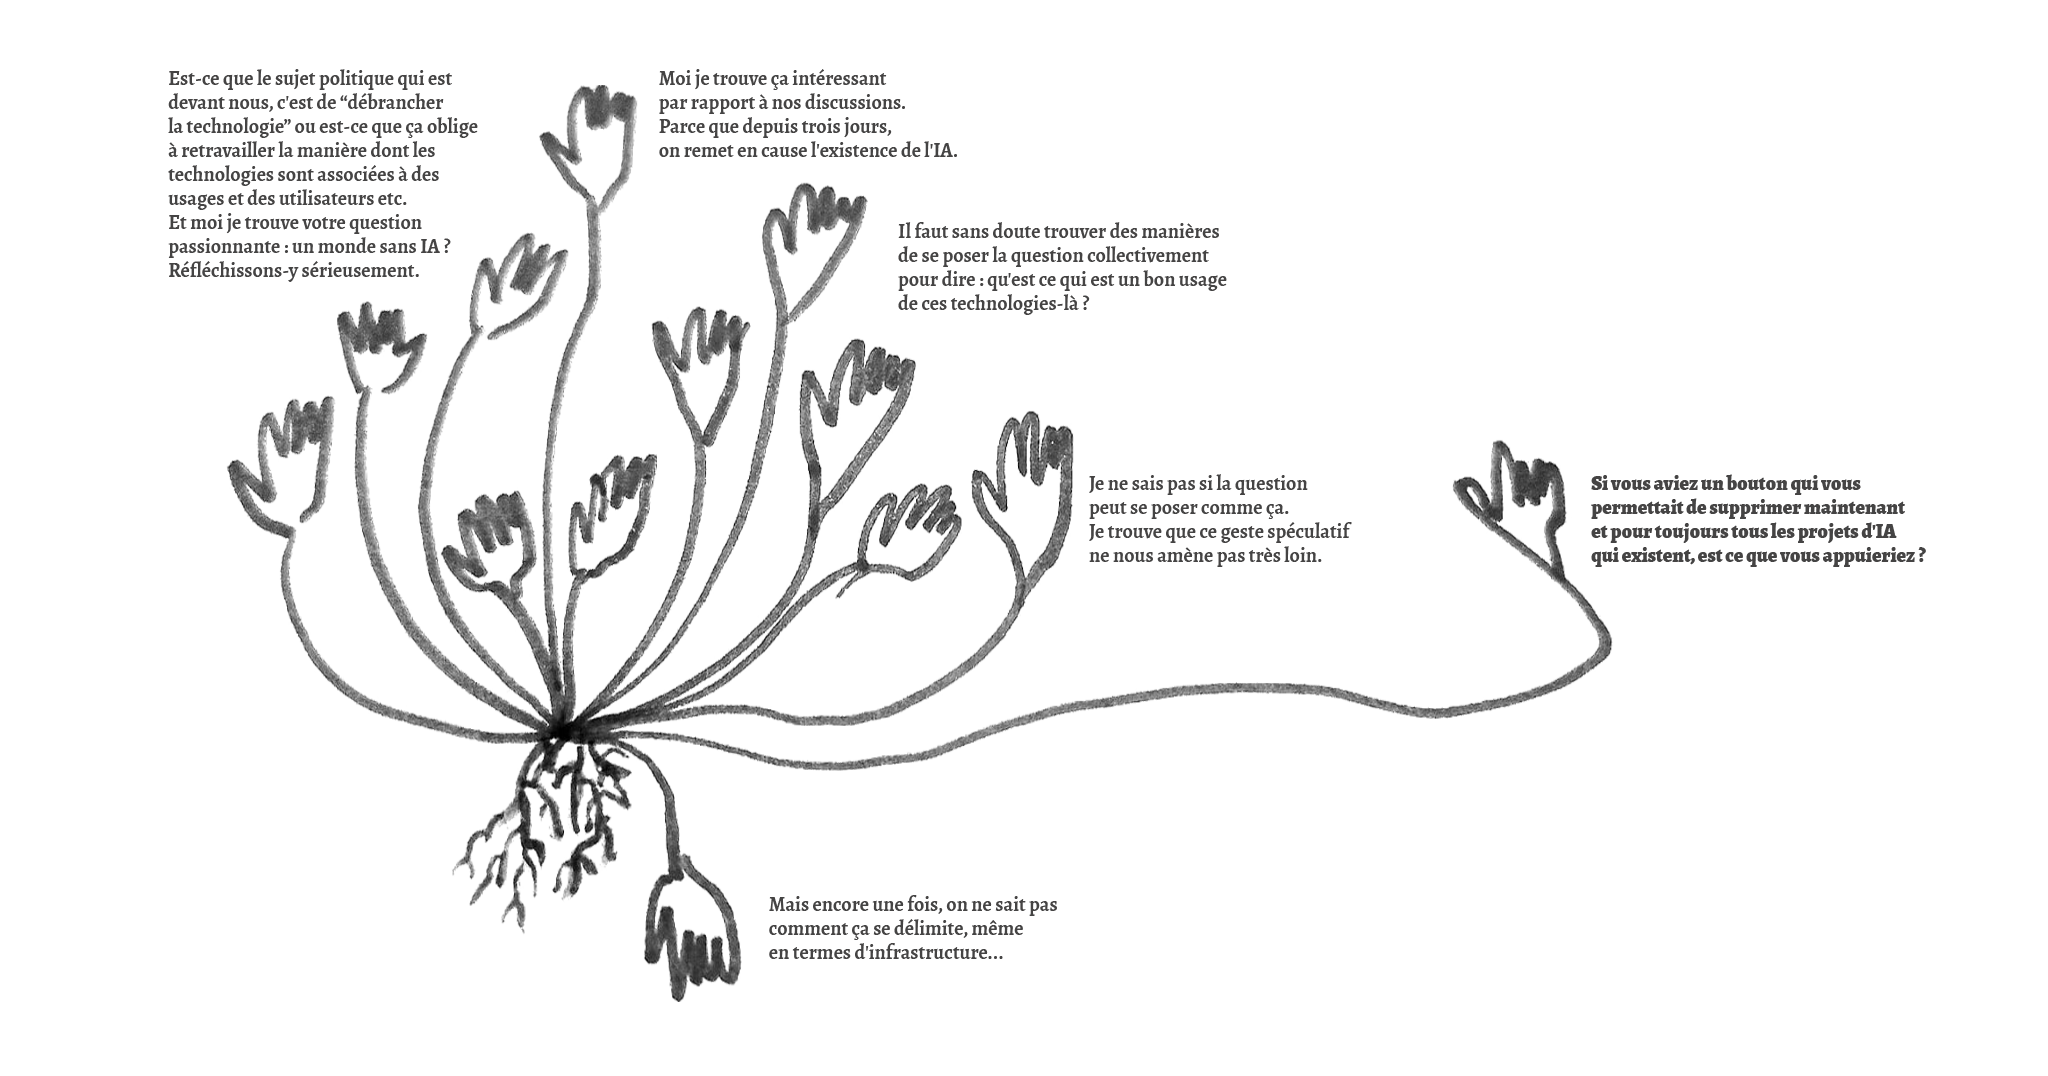 Est-ce que le sujet politique qui est
devant nous, c'est de “débrancher
la technologie” ou est-ce que ça oblige
à retravailler la manière dont les
technologies sont associées à des
usages et des utilisateurs etc.
Et moi je trouve votre question
passionnante : un monde sans IA ?
Réfléchissons-y sérieusement.
Moi je trouve ça intéressant
par rapport à nos discussions.
Parce que depuis trois jours,
on remet en cause l'existence de l'IA.
Il faut sans doute trouver des manières
de se poser la question collectivement
pour dire : qu'est ce qui est un bon usage
de ces technologies-là ?
Je ne sais pas si la question
peut se poser comme ça.
Je trouve que ce geste spéculatif
ne nous amène pas très loin.
Si vous aviez un bouton qui vous
permettait de supprimer maintenant
et pour toujours tous les projets d'IA
qui existent, est ce que vous appuieriez ?
Mais encore une fois, on ne sait pas
comment ça se délimite, même
en termes d'infrastructure...